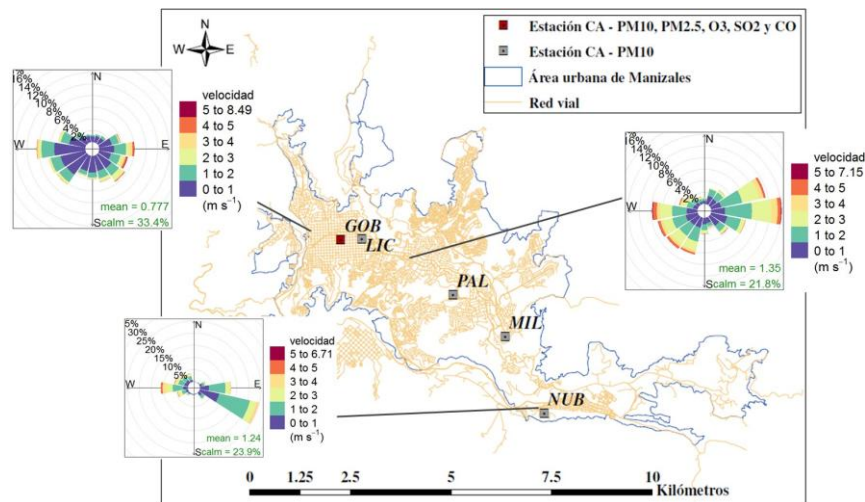 N
W E
S
Estación CA - PM10, PM2.5, O3, SO2 y CO
Estación CA - PM10
Área urbana de Manizales
Red vial
N
16%
14%
12%
10%
8%
6%
4%
2%
W E
mean = 0.777
calm = 33.4%
velocidad
5 to 8.49
4 to 5
3 to 4
2 to 3
1 to 2
0 to 1
(m s⁻¹)
N
16%
14%
12%
10%
8%
6%
4%
2%
W E
mean = 1.35
calm = 21.8%
velocidad
5 to 7.15
4 to 5
3 to 4
2 to 3
1 to 2
0 to 1
(m s⁻¹)
GOB
LIC
PAL
MIL
NUB
N
5%
30%
25%
20%
15%
10%
5%
W E
mean = 1.24
calm = 23.9%
velocidad
5 to 6.71
4 to 5
3 to 4
2 to 3
1 to 2
0 to 1
(m s⁻¹)
0 1.25 2.5 5 7.5 10
Kilómetros